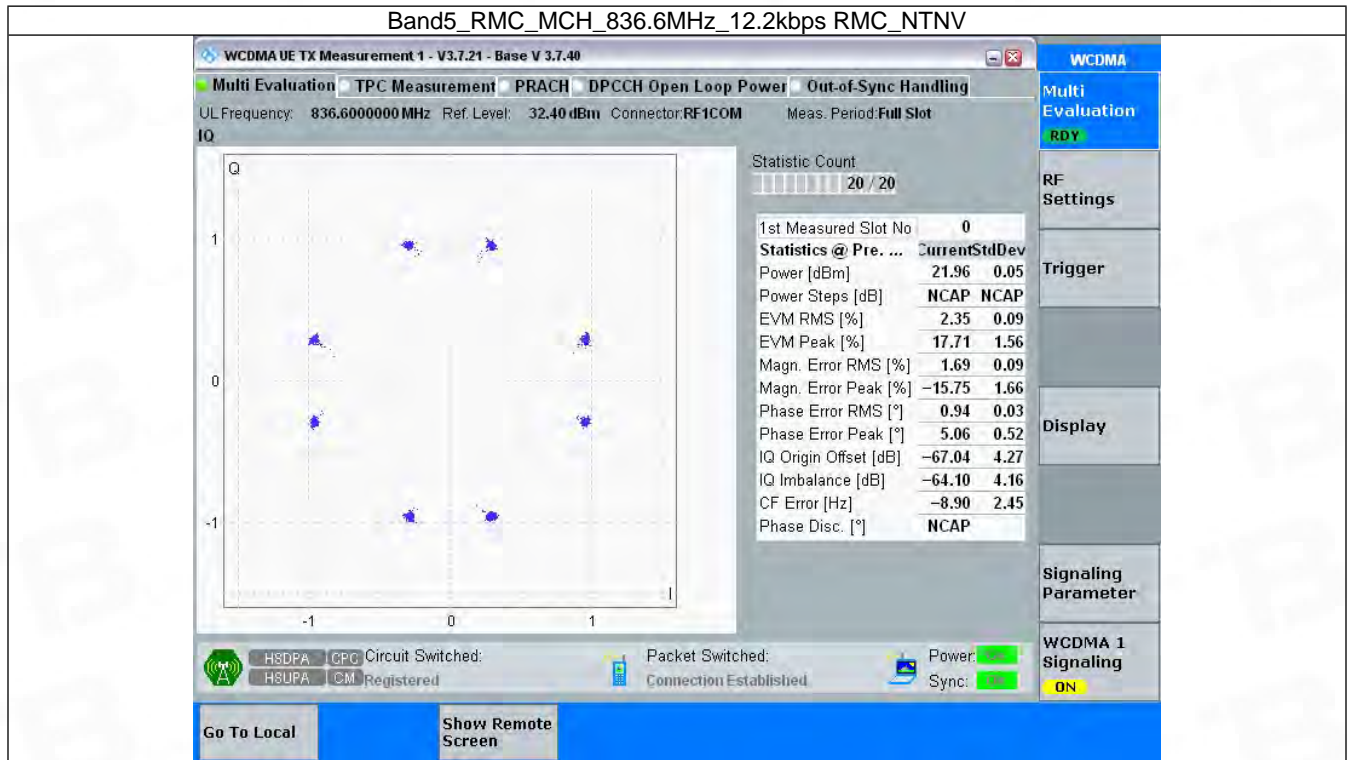 Band5_RMC_MCH_836.6MHz_12.2kbps RMC_NTNV
WCDMA UE TX Measurement 1 - V3.7.21 - Base V 3.7.40
WCDMA
Multi Evaluation TPC Measurement PRACH DPCCH Open Loop Power Out-of-Sync Handling
Multi
Evaluation
RDY
UL Frequency: 836.6000000 MHz Ref. Level: 32.40 dBm Connector:RF1COM Meas. Period:Full Slot
IQ
Q
1
0
-1
-1 0 1
I
Statistic Count
20 / 20
1st Measured Slot No 0
Statistics @ Pre. ... CurrentStdDev
Power [dBm] 21.96 0.05
Power Steps [dB] NCAP NCAP
EVM RMS [%] 2.35 0.09
EVM Peak [%] 17.71 1.56
Magn. Error RMS [%] 1.69 0.09
Magn. Error Peak [%] −15.75 1.66
Phase Error RMS [°] 0.94 0.03
Phase Error Peak [°] 5.06 0.52
IQ Origin Offset [dB] −67.04 4.27
IQ Imbalance [dB] −64.10 4.16
CF Error [Hz] −8.90 2.45
Phase Disc. [°] NCAP
RF
Settings
Trigger
Display
Signaling
Parameter
WCDMA 1
Signaling
ON
HSDPA CPC Circuit Switched: Packet Switched: Power:
HSUPA CM Registered Connection Established Sync:
Go To Local
Show Remote
Screen